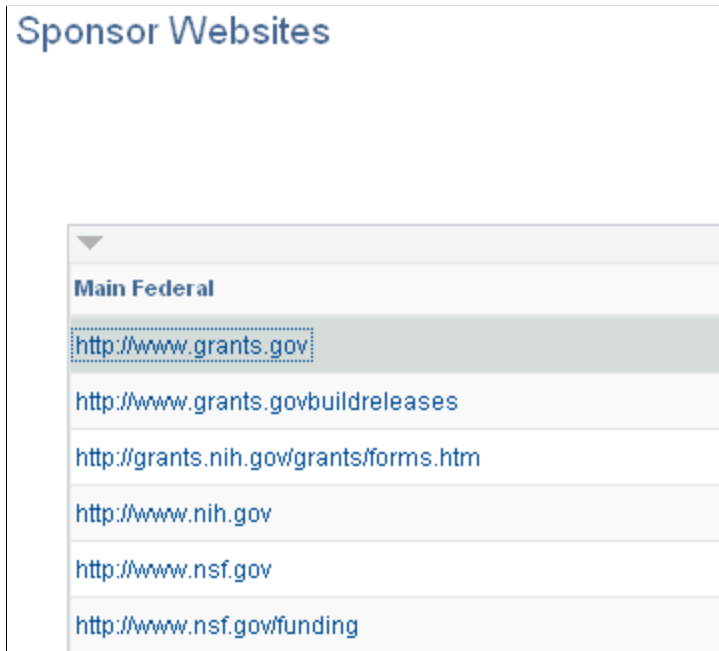 Sponsor Websites
Main Federal
http://www.grants.gov
http://www.grants.govbuildreleases
http://grants.nih.gov/grants/forms.htm
http://www.nih.gov
http://www.nsf.gov
http://www.nsf.gov/funding